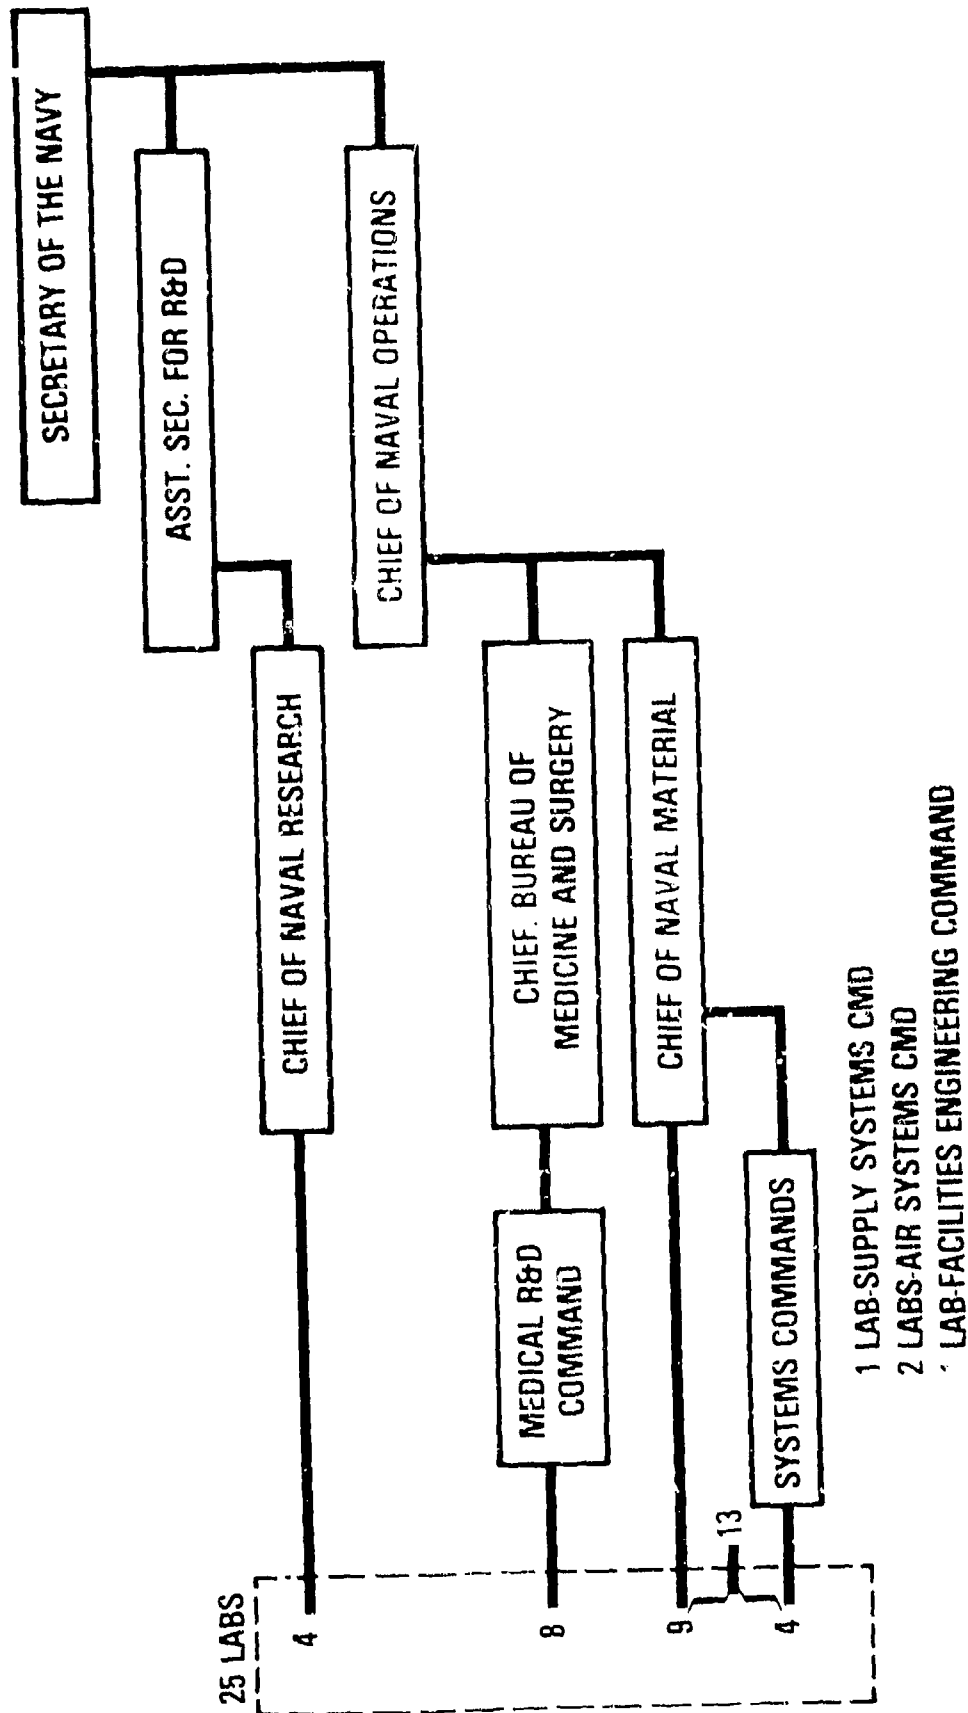 SECRETARY OF THE NAVY
ASST. SEC. FOR R&D
CHIEF OF NAVAL OPERATIONS
CHIEF OF NAVAL RESEARCH
CHIEF. BUREAU OF
MEDICINE AND SURGERY
CHIEF OF NAVAL MATERIAL
MEDICAL R&D
COMMAND
SYSTEMS COMMANDS
25 LABS
4
8
9
13
4
1 LAB-SUPPLY SYSTEMS CMD
2 LABS-AIR SYSTEMS CMD
LAB-FACILITIES ENGINEERING COMMAND